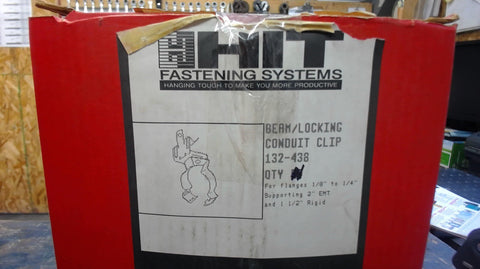 HIT
FASTENING SYSTEMS
HANGING TOUGH TO MAKE YOU MORE PRODUCTIVE
BEAM/LOCKING
CONDUIT CLIP
132-438
QTY
For flanges 1/8" to 1/4"
Supporting 2" EMT
and 1 1/2" Rigid